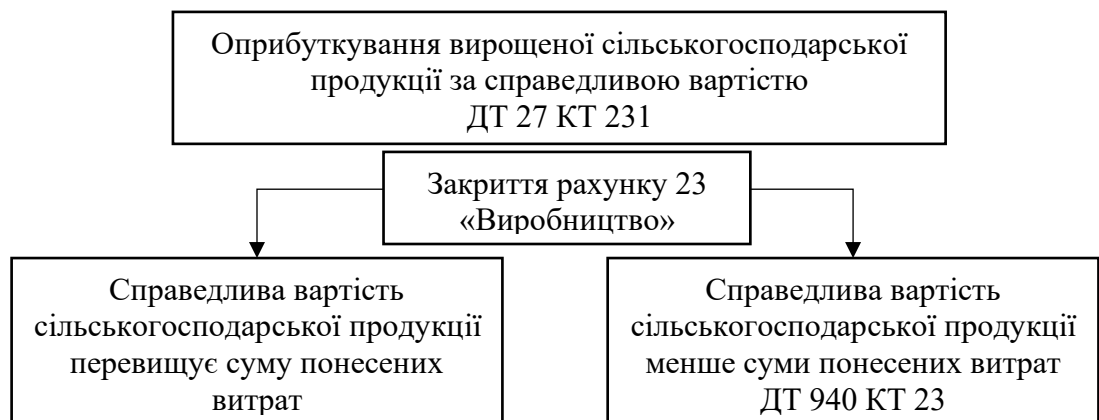 Оприбуткування вирощеної сільськогосподарської
продукції за справедливою вартістю
ДТ 27 КТ 231
Закриття рахунку 23
«Виробництво»
Справедлива вартість
сільськогосподарської продукції
перевищує суму понесених
витрат
Справедлива вартість
сільськогосподарської продукції
менше суми понесених витрат
ДТ 940 КТ 23